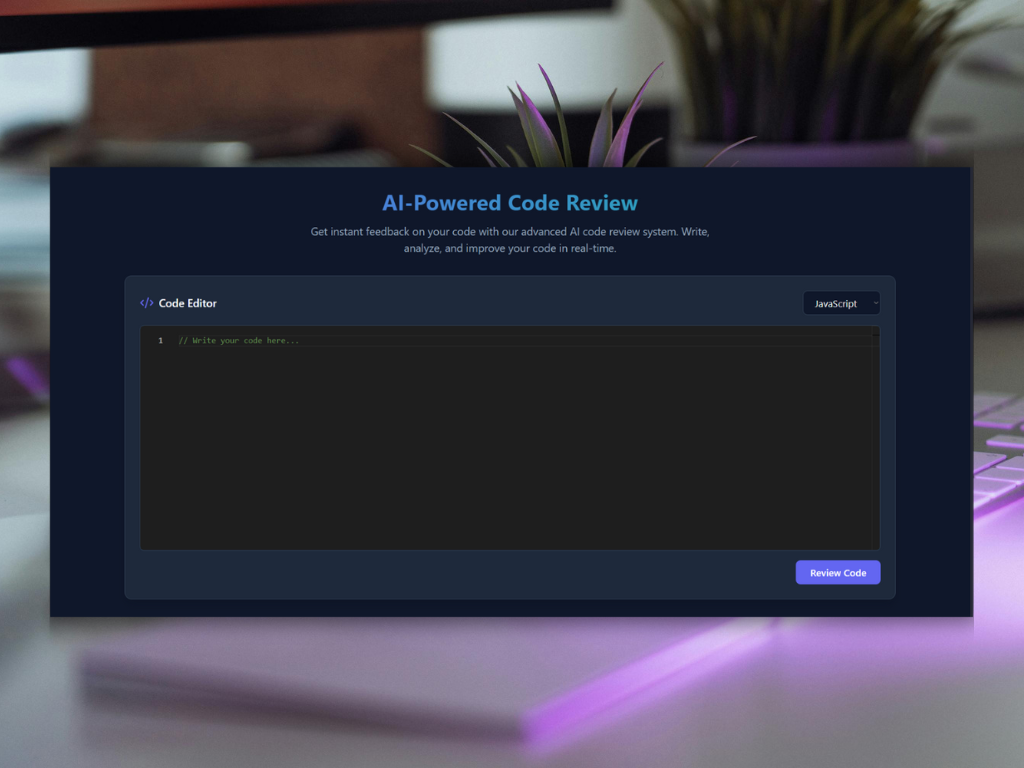 AI-Powered Code Review
Get instant feedback on your code with our advanced AI code review system. Write,
analyze, and improve your code in real-time.
</> Code Editor
JavaScript
1 // Write your code here...
Review Code